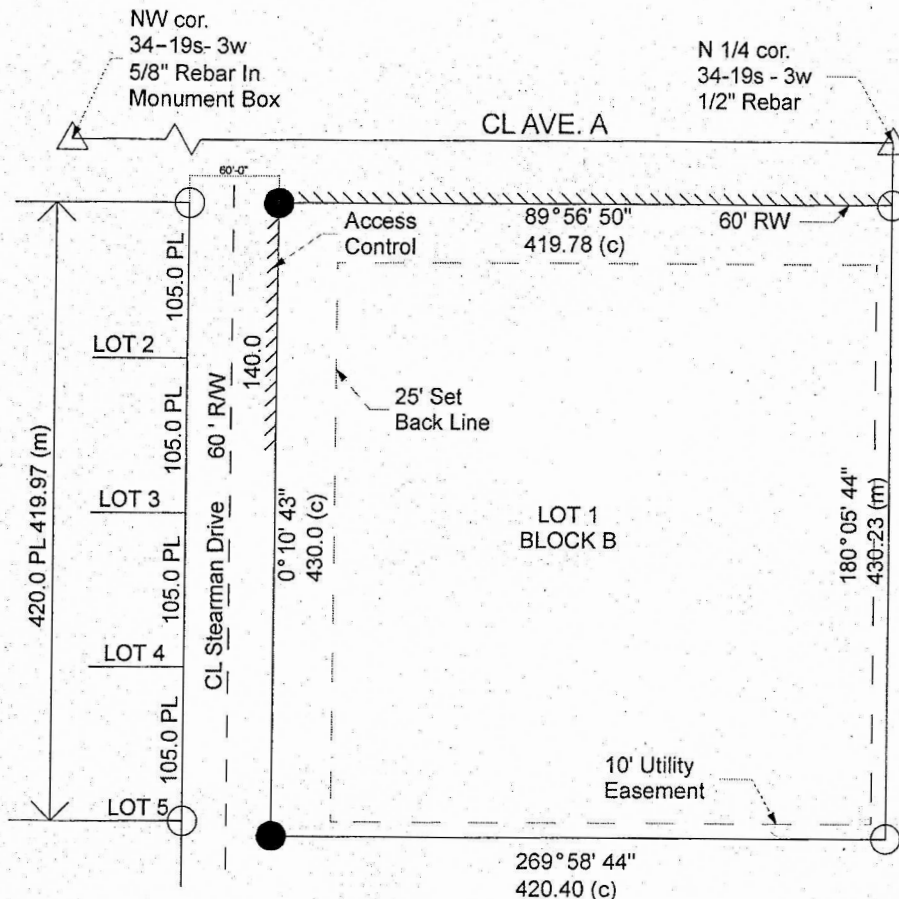 NW cor.
34-19s- 3w
5/8" Rebar In
Monument Box
N 1/4 cor.
34-19s - 3w
1/2" Rebar
CL AVE. A
60'-0"
89°56' 50"
419.78 (c)
60' RW
Access
Control
105.0 PL
LOT 2
105.0 PL
LOT 3
105.0 PL
LOT 4
105.0 PL
LOT 5
420.0 PL 419.97 (m)
CL Stearman Drive 60' R/W
140.0
25' Set
Back Line
0°10' 43"
430.0 (c)
LOT 1
BLOCK B
180°05' 44"
430.23 (m)
10' Utility
Easement
269°58' 44"
420.40 (c)